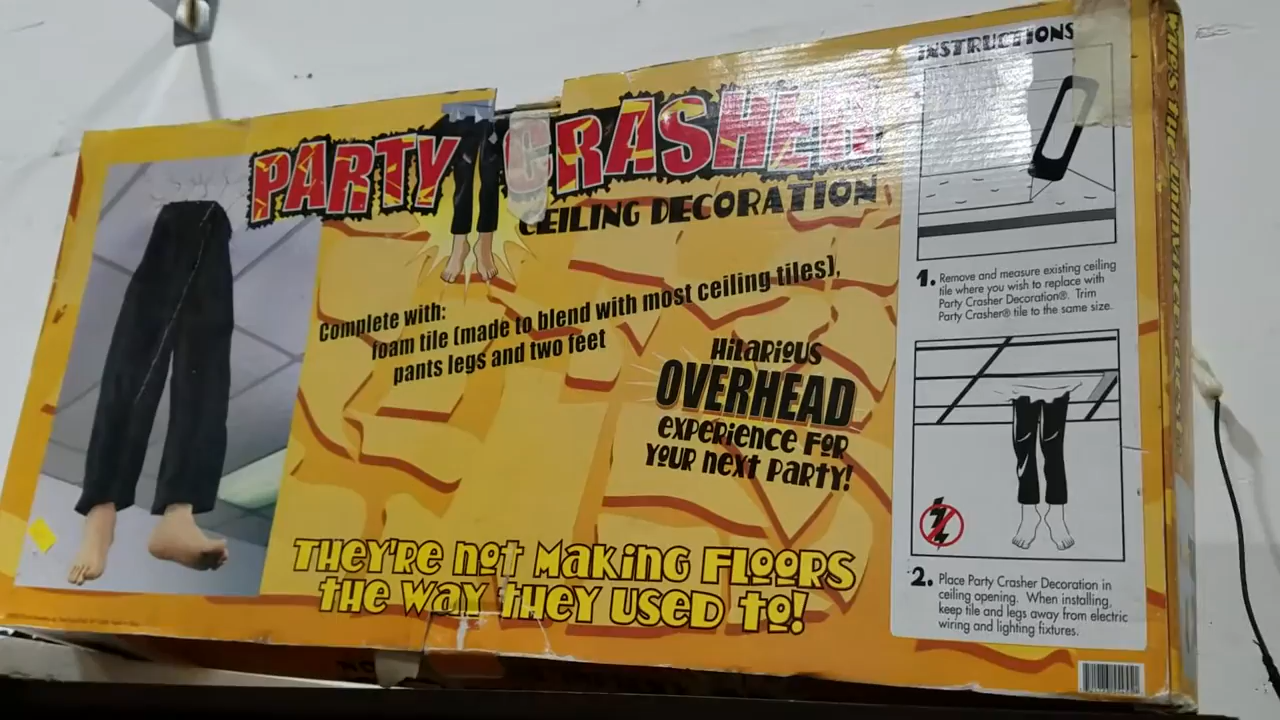 PARTY CRASHER
CEILING DECORATION
Complete with:
foam tile (made to blend with most ceiling tiles),
pants legs and two feet
HILARIOUS
OVERHEAD
EXPERIENCE FOR
YOUR NEXT PARTY!
THEY'RE NOT MAKING FLOORS
THE WAY THEY USED TO!
INSTRUCTIONS
1. Remove and measure existing ceiling
tile where you wish to replace with
Party Crasher Decoration®. Trim
Party Crasher® tile to the same size.
2. Place Party Crasher Decoration in
ceiling opening. When installing,
keep tile and legs away from electric
wiring and lighting fixtures.